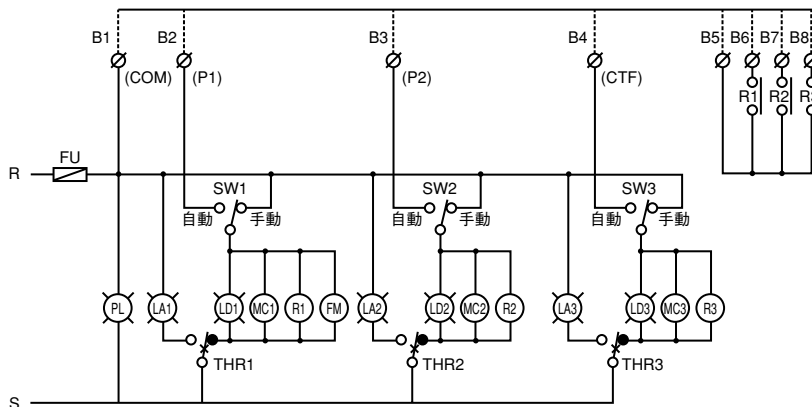 B1 B2 B3 B4 B5 B6 B7 B8
(COM) (P1) (P2) (CTF)
R1 R2 R3
FU
R
SW1 SW2 SW3
自動 手動 自動 手動 自動 手動
PL LA1 LD1 MC1 R1 FM LA2 LD2 MC2 R2 LA3 LD3 MC3 R3
THR1 THR2 THR3
S